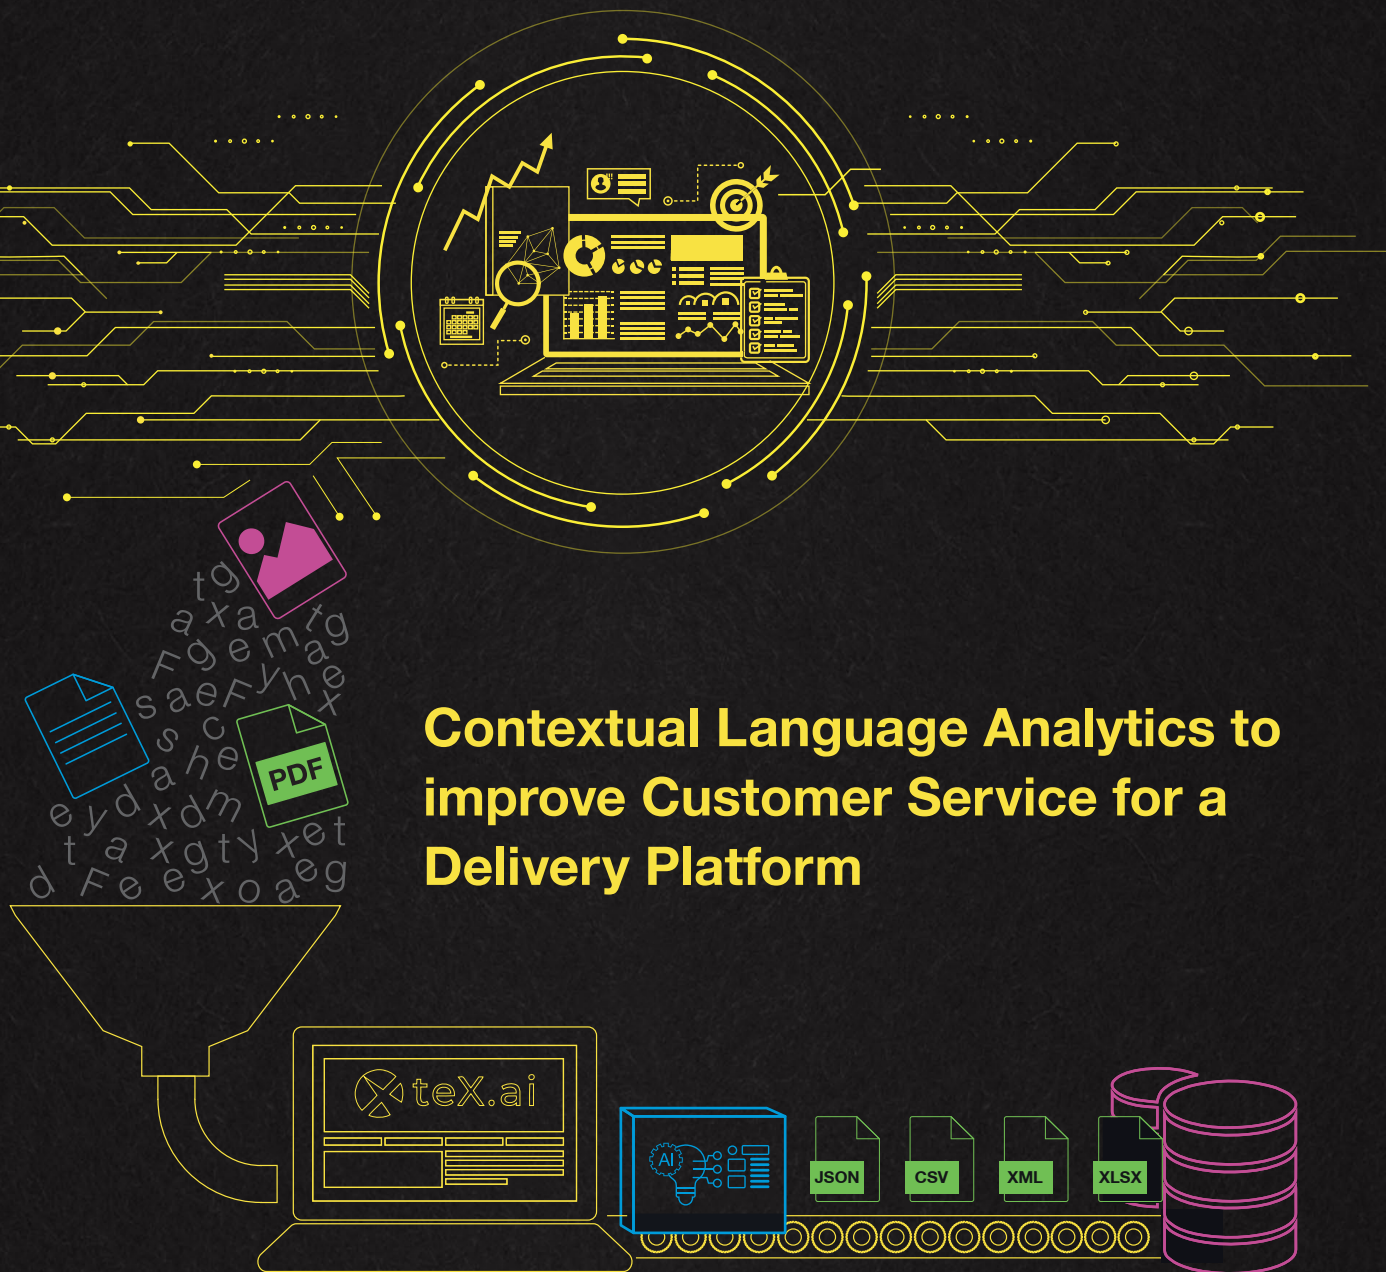 PDF
Contextual Language Analytics to
improve Customer Service for a
Delivery Platform
teX.ai
AI
JSON
CSV
XML
XLSX